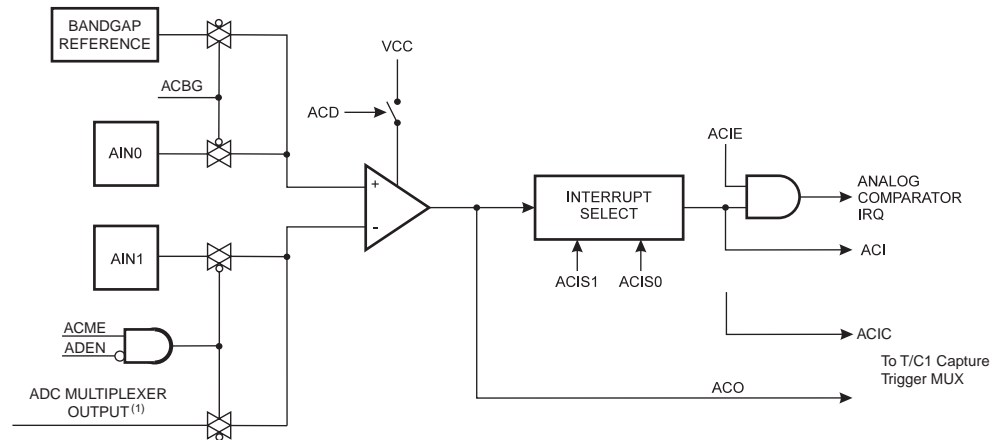 BANDGAP
REFERENCE
ACBG
AIN0
VCC
ACD
+
-
AIN1
ACME
ADEN
ADC MULTIPLEXER
OUTPUT (1)
INTERRUPT
SELECT
ACIS1
ACIS0
ACIE
ANALOG
COMPARATOR
IRQ
ACI
ACIC
To T/C1 Capture
Trigger MUX
ACO